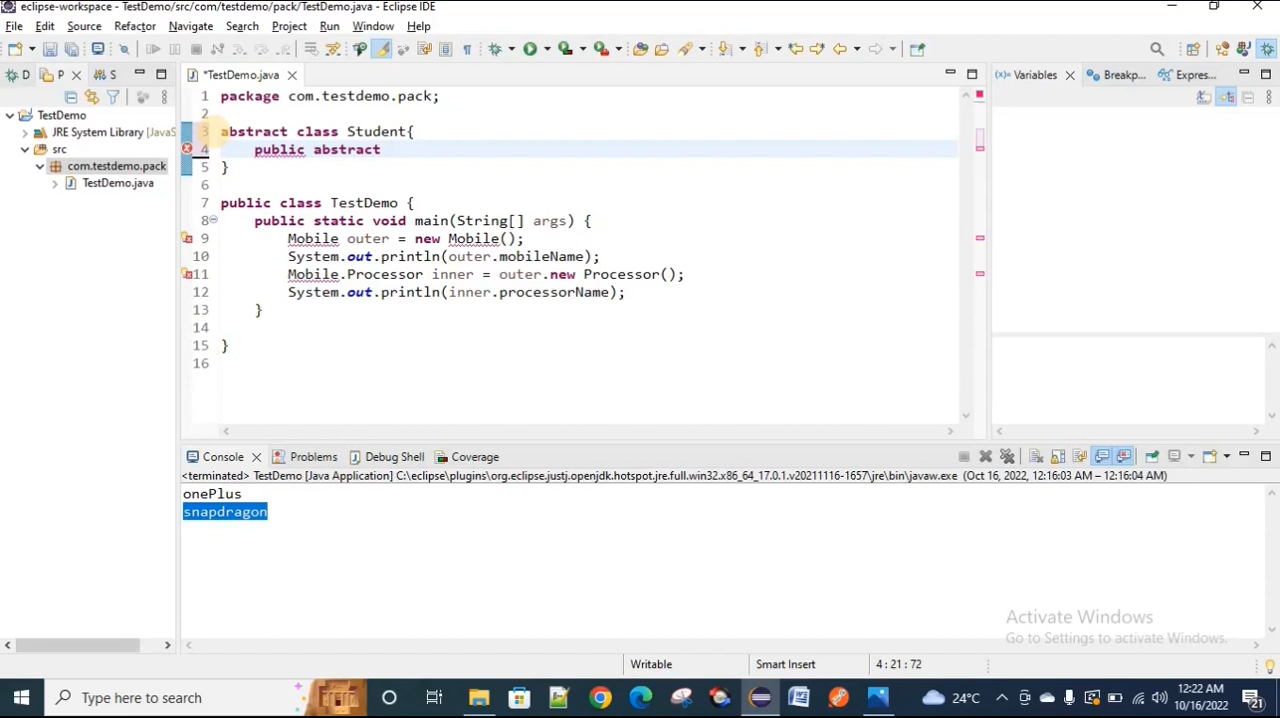 eclipse-workspace - TestDemo/src/com/testdemo/pack/TestDemo.java - Eclipse IDE
File Edit Source Refactor Navigate Search Project Run Window Help
D P S
*TestDemo.java
Variables Breakp... Expres...
TestDemo
JRE System Library [JavaS
src
com.testdemo.pack
TestDemo.java
1 package com.testdemo.pack;
2
3 abstract class Student{
4 public abstract
5 }
6
7 public class TestDemo {
8 public static void main(String[] args) {
9 Mobile outer = new Mobile();
10 System.out.println(outer.mobileName);
11 Mobile.Processor inner = outer.new Processor();
12 System.out.println(inner.processorName);
13 }
14
15 }
16
Console Problems Debug Shell Coverage
<terminated> TestDemo [Java Application] C:\eclipse\plugins\org.eclipse.justj.openjdk.hotspot.jre.full.win32.x86_64_17.0.1.v20211116-1657\jre\bin\javaw.exe (Oct 16, 2022, 12:16:03 AM – 12:16:04 AM)
onePlus
snapdragon
Activate Windows
Go to Settings to activate Windows.
Writable Smart Insert 4 : 21 : 72
Type here to search
24°C
12:22 AM
10/16/2022
21